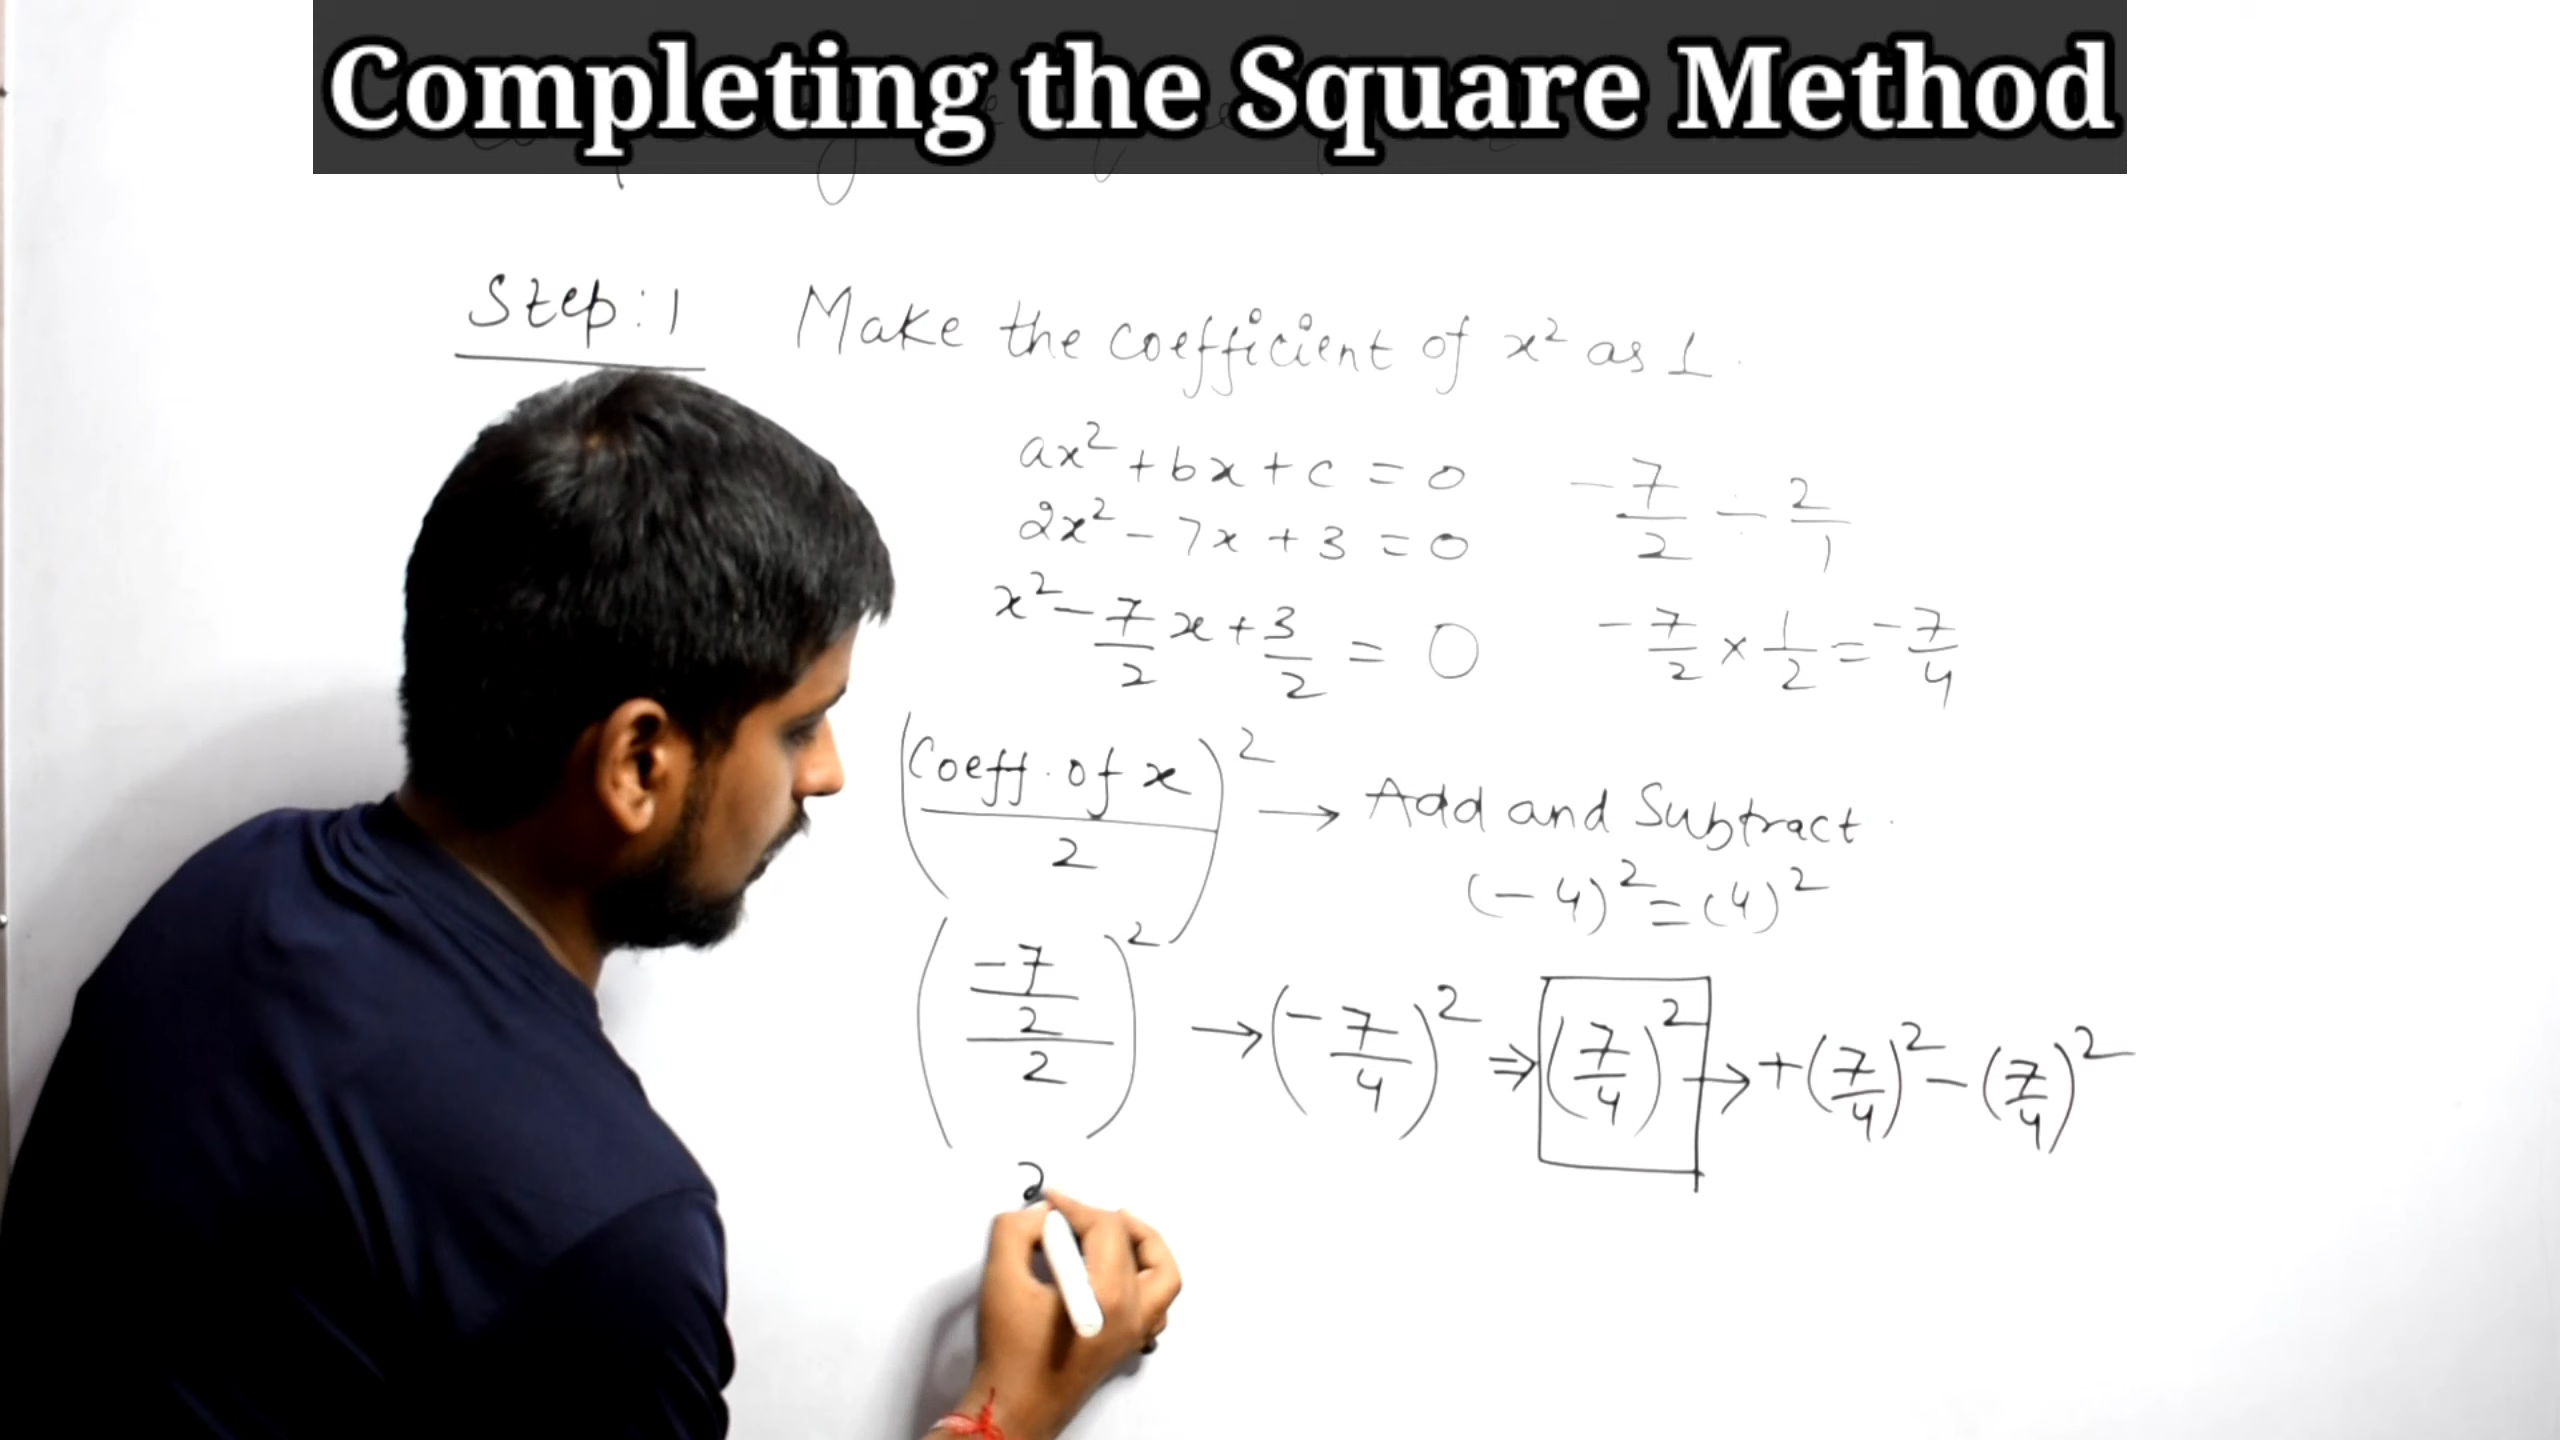 Completing the Square Method
Step:1 Make the coefficient of x² as 1.
ax² + bx + c = 0
2x² - 7x + 3 = 0
-7/2 ÷ 2/1
x² - 7/2 x + 3/2 = 0
-7/2 × 1/2 = -7/4
(Coeff. of x / 2)² → Add and Subtract.
(-4)² = (4)²
(-7/2 / 2)² → (-7/4)² ⇒ (7/4)² → +(7/4)² - (7/4)²
2